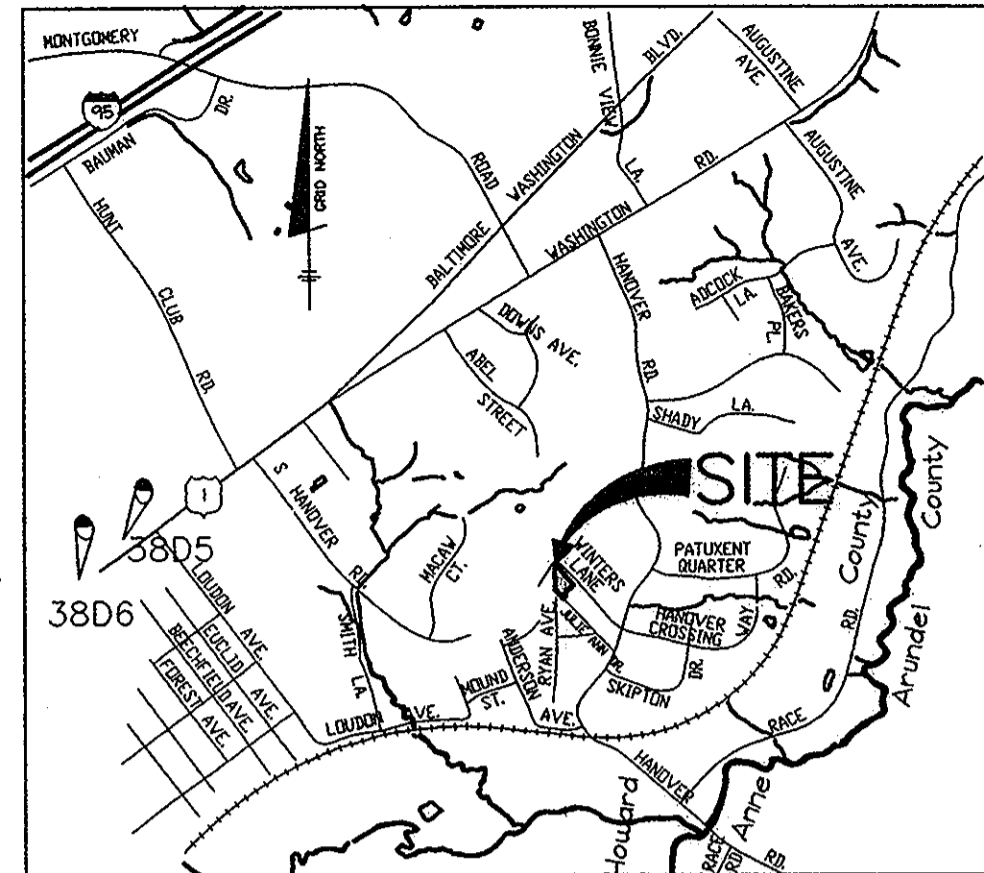 MONTGOMERY
ROAD
95
BAUMAN
DR.
GRID NORTH
BONNIE VIEW
LA.
BALTIMORE WASHINGTON BLVD.
AUGUSTINE
AVE.
WASHINGTON RD.
AUGUSTINE
AVE.
HUNT CLUB RD.
HANOVER RD.
ADCOCK
LA.
BAKERS
PL.
DOWNS AVE.
ABEL
STREET
SHADY LA.
SITE
S HANOVER RD.
1
38D5
38D6
MACAW
CT.
WINTERS
LANE
PATUXENT
QUARTER
RD.
HANOVER
CROSSING
WAY
LOUDON AVE.
EUCLID AVE.
BEECHFIELD AVE.
FOREST AVE.
SMITH
LA.
ANDERSON
RYAN AVE.
JULIE ANN DR.
SKIPTON
DR.
MOUND
ST.
LOUDON AVE.
AVE.
HANOVER
RD.
RACE
RD.
RACE
RD.
Howard County
Anne Arundel County